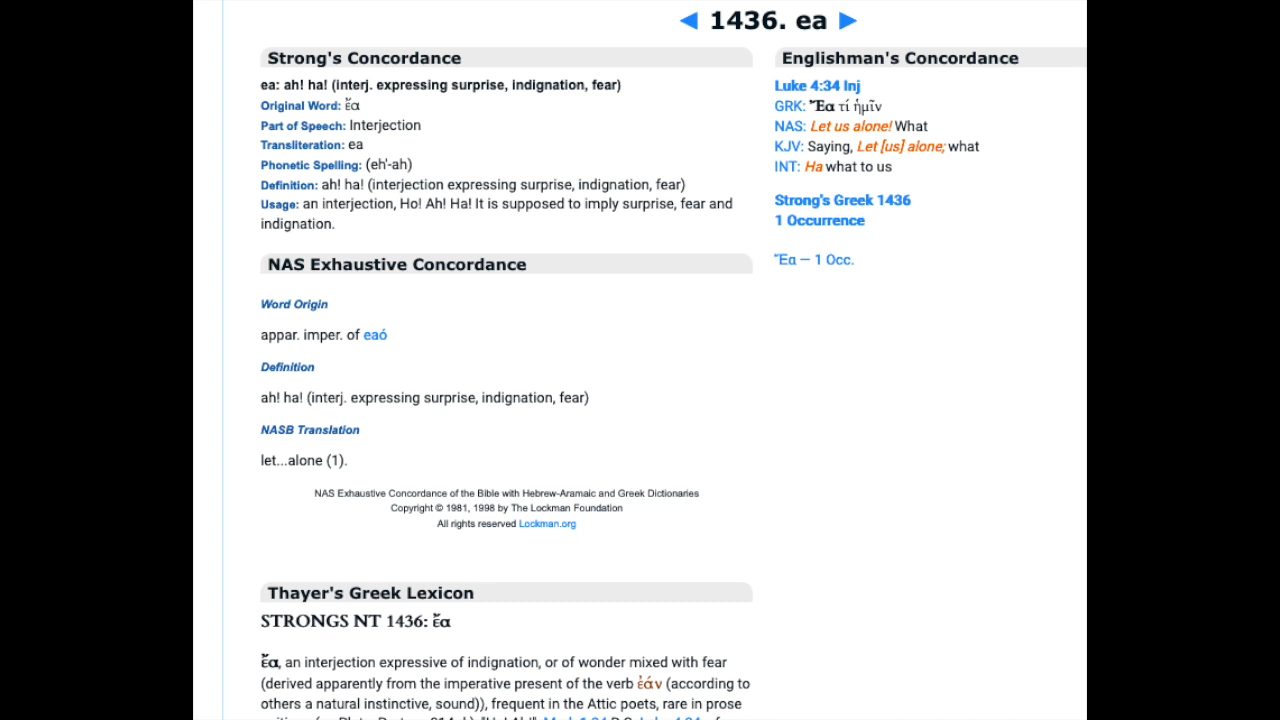 ◀ 1436. ea ▶
Strong's Concordance
ea: ah! ha! (interj. expressing surprise, indignation, fear)
Original Word: ἔα
Part of Speech: Interjection
Transliteration: ea
Phonetic Spelling: (eh'-ah)
Definition: ah! ha! (interjection expressing surprise, indignation, fear)
Usage: an interjection, Ho! Ah! Ha! It is supposed to imply surprise, fear and
indignation.
NAS Exhaustive Concordance
Word Origin
appar. imper. of eaó
Definition
ah! ha! (interj. expressing surprise, indignation, fear)
NASB Translation
let...alone (1).
NAS Exhaustive Concordance of the Bible with Hebrew-Aramaic and Greek Dictionaries
Copyright © 1981, 1998 by The Lockman Foundation
All rights reserved Lockman.org
Thayer's Greek Lexicon
STRONGS NT 1436: ἔα
ἔα, an interjection expressive of indignation, or of wonder mixed with fear
(derived apparently from the imperative present of the verb ἐάν (according to
others a natural instinctive, sound)), frequent in the Attic poets, rare in prose
Englishman's Concordance
Luke 4:34 Inj
GRK: Ἔα τί ἡμῖν
NAS: Let us alone! What
KJV: Saying, Let [us] alone; what
INT: Ha what to us
Strong's Greek 1436
1 Occurrence
Ἔα — 1 Occ.